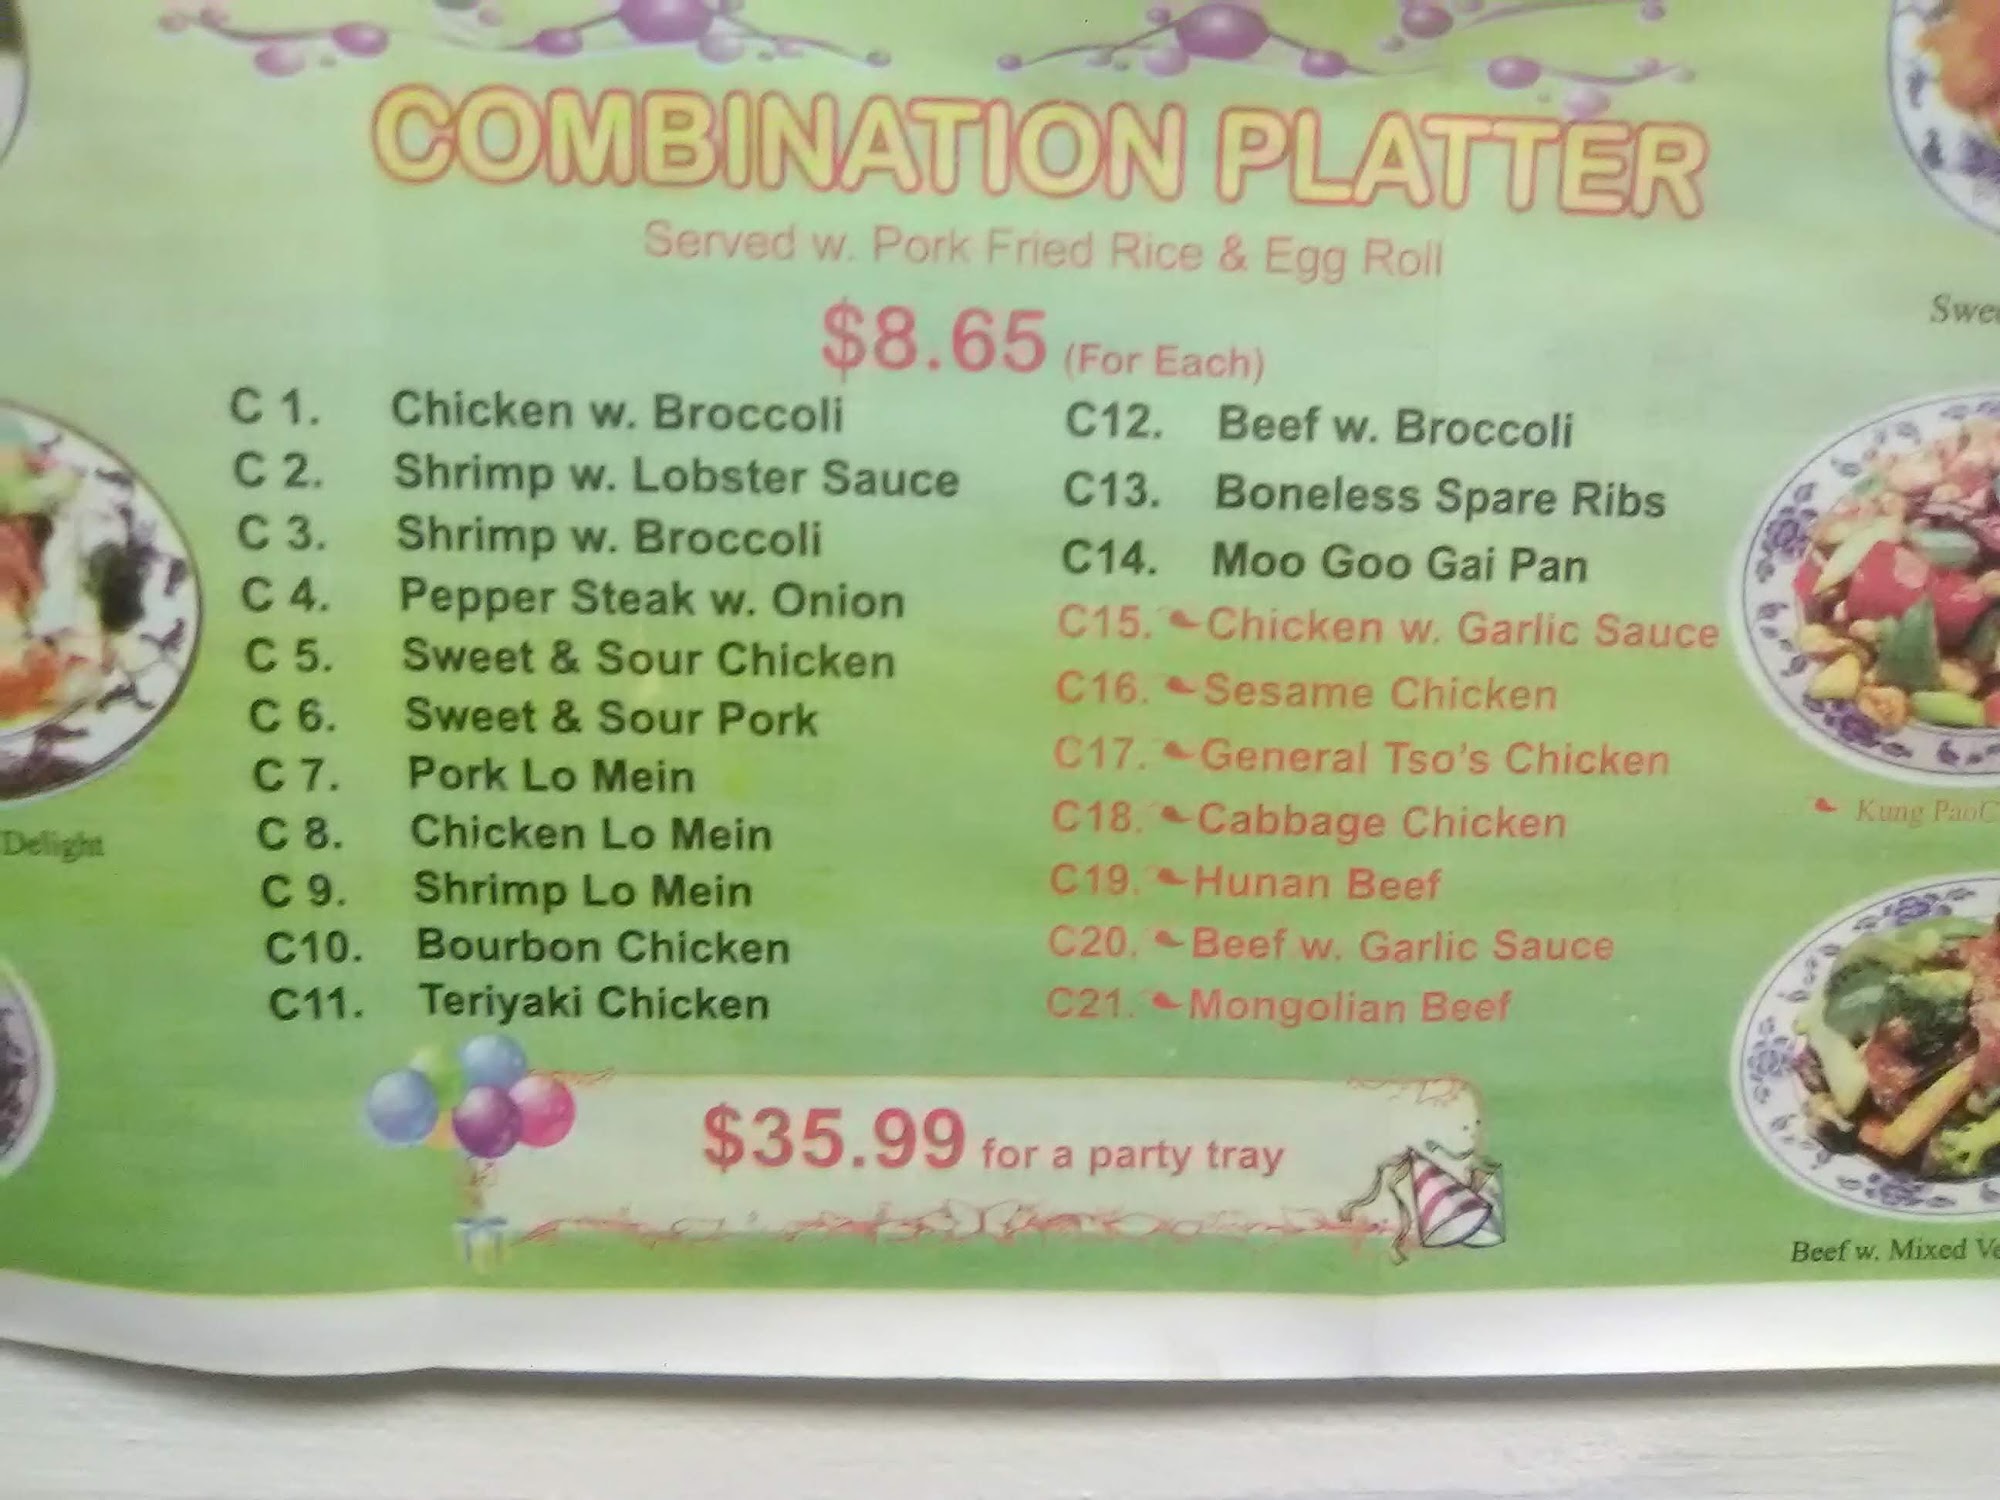 COMBINATION PLATTER
Served w. Pork Fried Rice & Egg Roll
$8.65 (For Each)
C 1. Chicken w. Broccoli
C 2. Shrimp w. Lobster Sauce
C 3. Shrimp w. Broccoli
C 4. Pepper Steak w. Onion
C 5. Sweet & Sour Chicken
C 6. Sweet & Sour Pork
C 7. Pork Lo Mein
C 8. Chicken Lo Mein
C 9. Shrimp Lo Mein
C10. Bourbon Chicken
C11. Teriyaki Chicken
C12. Beef w. Broccoli
C13. Boneless Spare Ribs
C14. Moo Goo Gai Pan
C15. Chicken w. Garlic Sauce
C16. Sesame Chicken
C17. General Tso's Chicken
C18. Cabbage Chicken
C19. Hunan Beef
C20. Beef w. Garlic Sauce
C21. Mongolian Beef
$35.99 for a party tray
Delight
Kung Pao
Beef w. Mixed